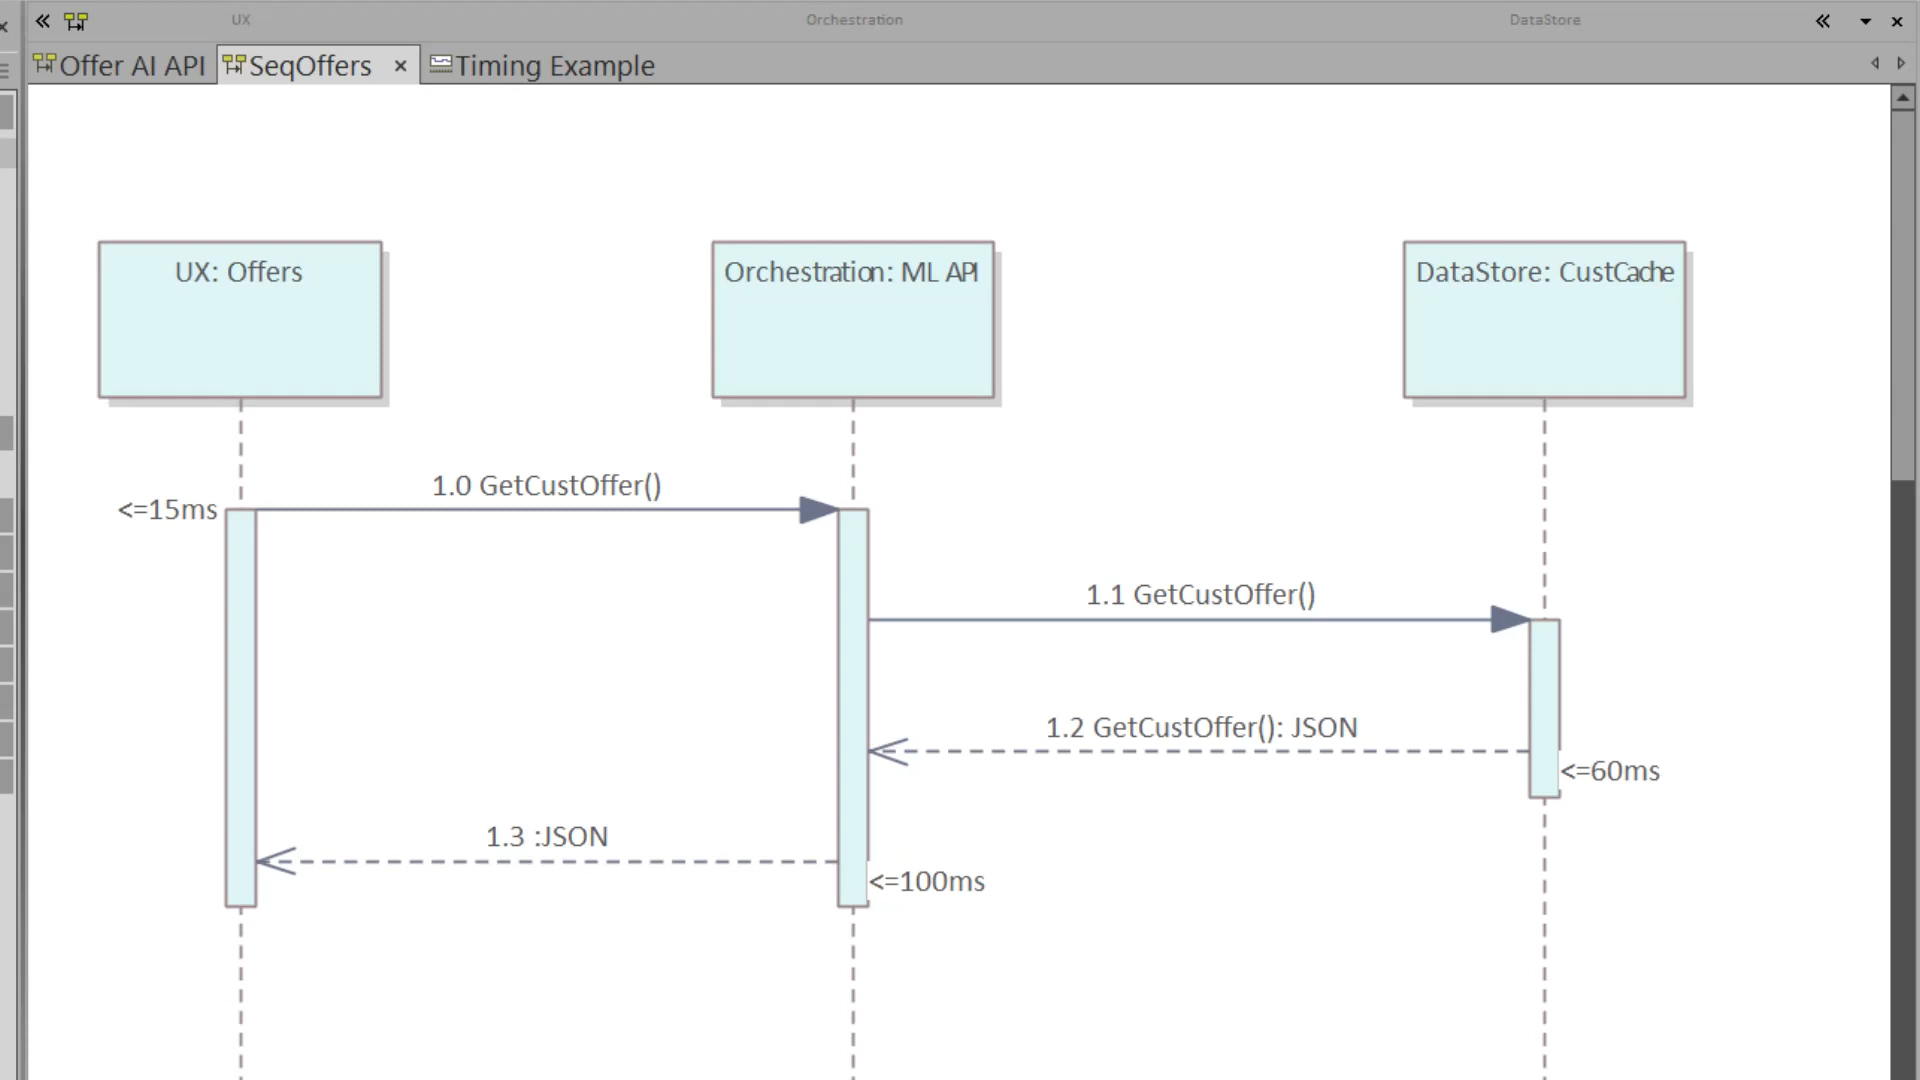 UX
Orchestration
DataStore
Offer AI API
SeqOffers
Timing Example
UX: Offers
Orchestration: ML API
DataStore: CustCache
1.0 GetCustOffer()
<=15ms
1.1 GetCustOffer()
1.2 GetCustOffer(): JSON
<=60ms
1.3 :JSON
<=100ms